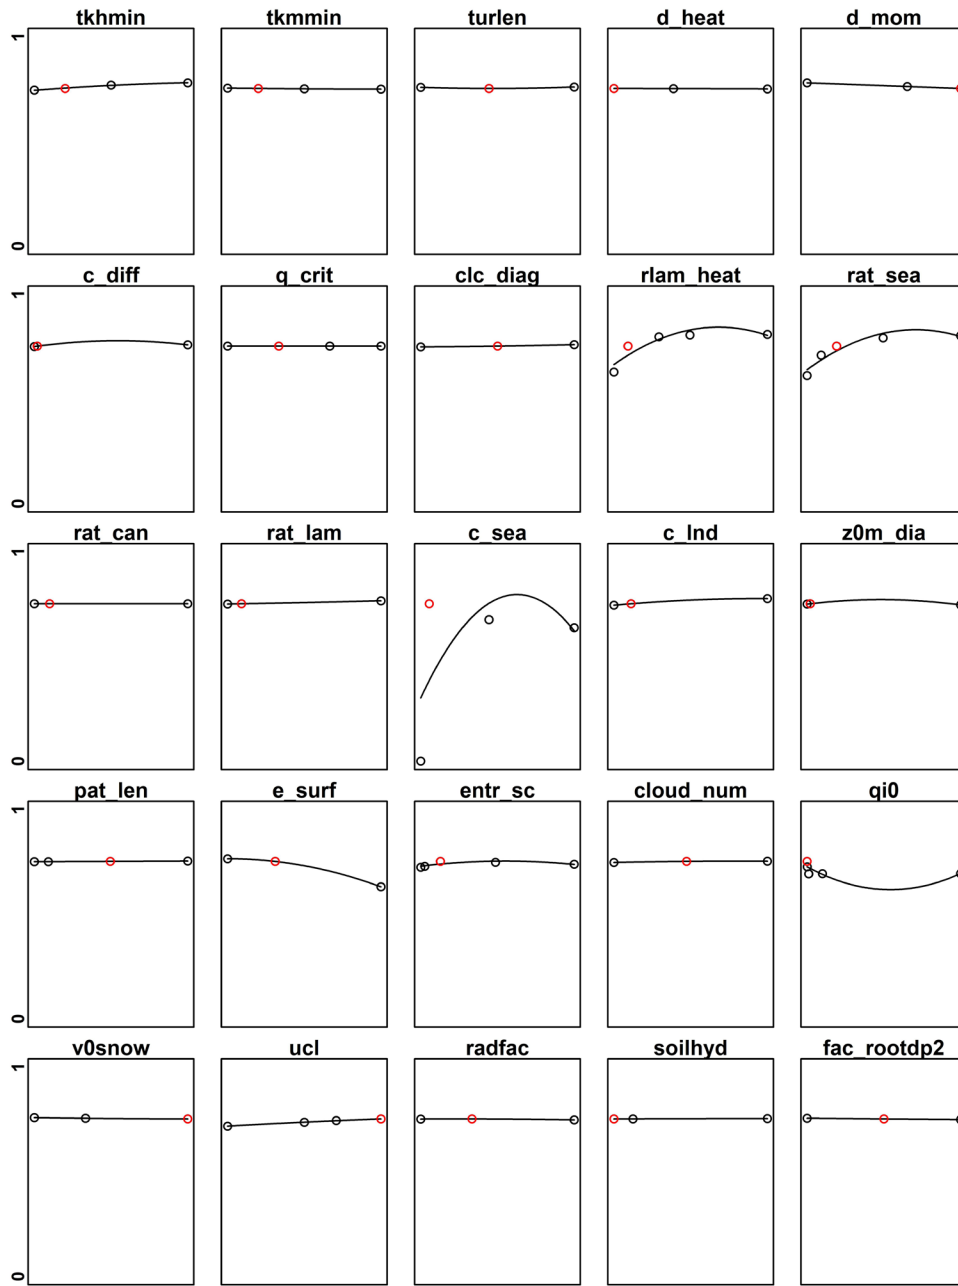 tkhmin tkmmin turlen d_heat d_mom
1
0
c_diff q_crit clc_diag rlam_heat rat_sea
1
0
rat_can rat_lam c_sea c_lnd z0m_dia
1
0
pat_len e_surf entr_sc cloud_num qi0
1
0
v0snow ucl radfac soilhyd fac_rootdp2
1
0